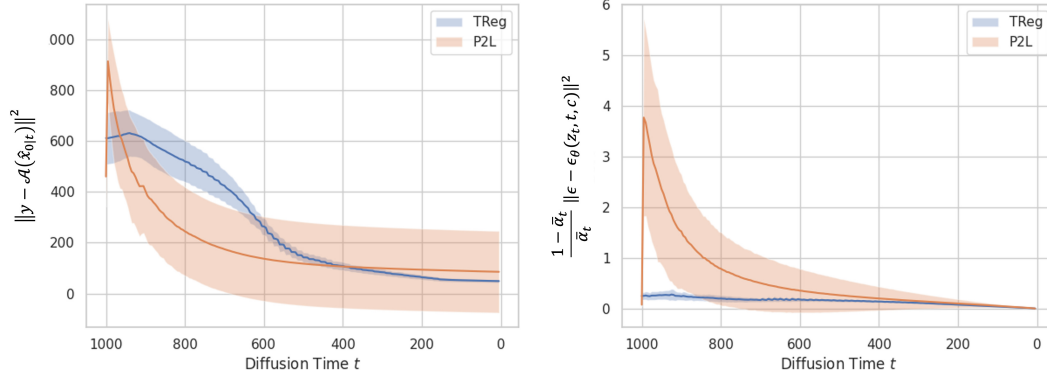 000
800
600
400
200
0
‖y − 𝒜(x̂₀|ₜ)‖²
1000 800 600 400 200 0
Diffusion Time t
TReg
P2L
6
5
4
3
2
1
0
(1 − ᾱₜ)/ᾱₜ ‖ϵ − ϵ_θ(zₜ, t, c)‖²
1000 800 600 400 200 0
Diffusion Time t
TReg
P2L